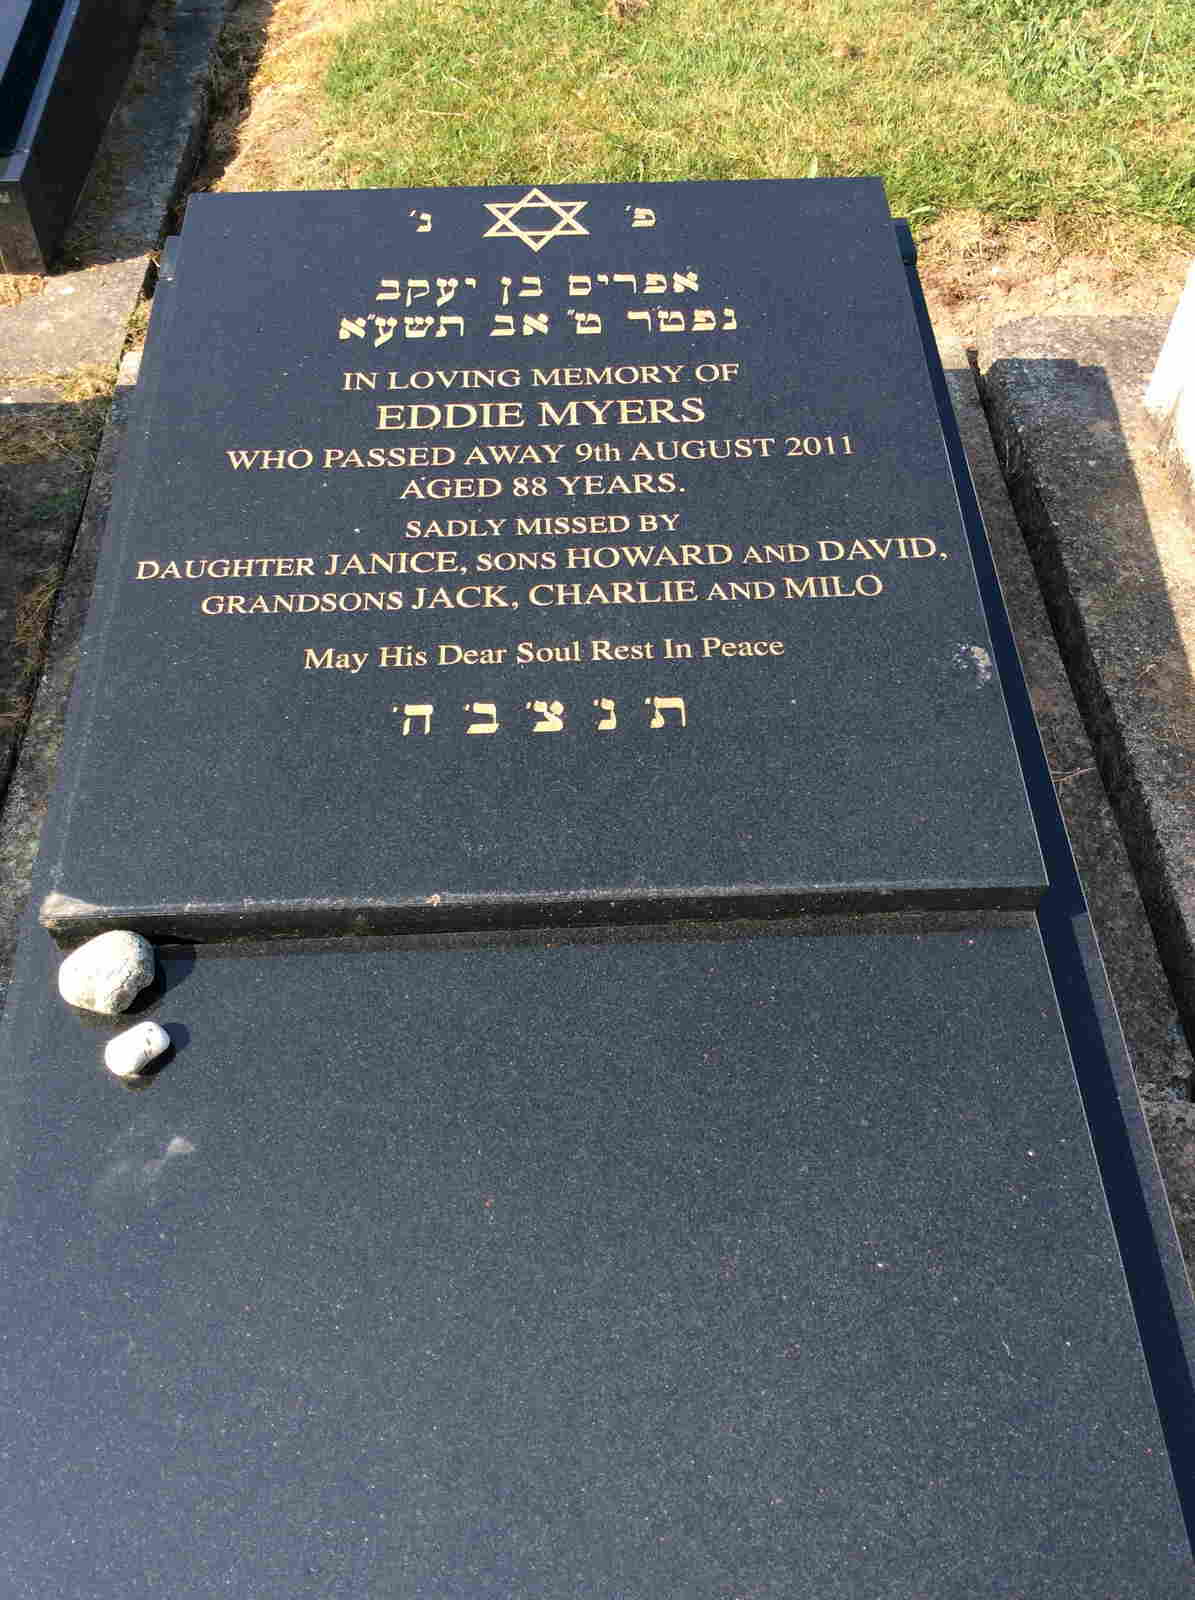 פ׳ נ׳
אפרים בן יעקב
נפטר ט״ אב תשע״א
IN LOVING MEMORY OF
EDDIE MYERS
WHO PASSED AWAY 9th AUGUST 2011
AGED 88 YEARS.
SADLY MISSED BY
DAUGHTER JANICE, SONS HOWARD AND DAVID,
GRANDSONS JACK, CHARLIE AND MILO
May His Dear Soul Rest In Peace
ת׳ נ׳ צ׳ ב׳ ה׳